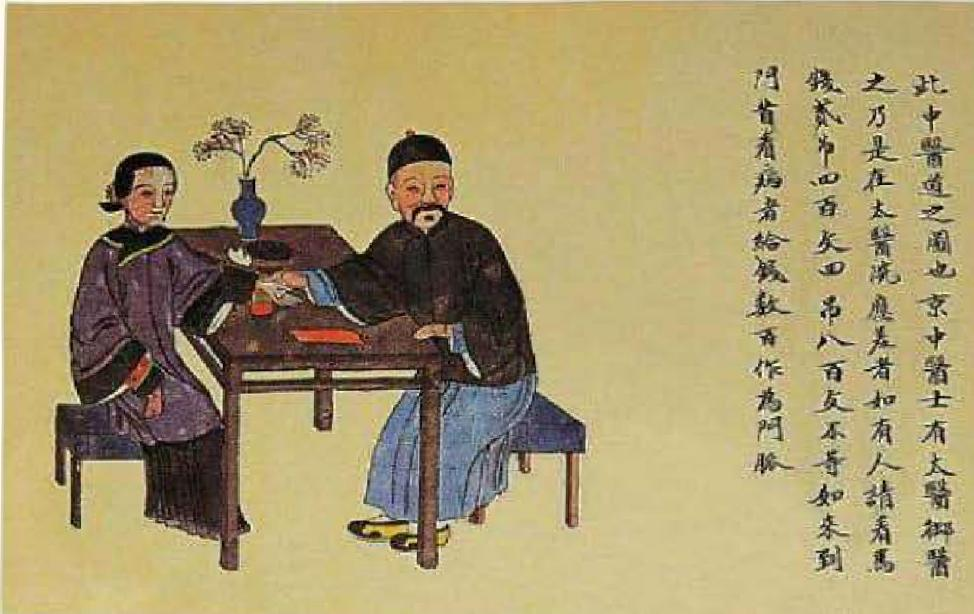 此中醫道之圖也京中醫士有太醫御醫
之乃是在太醫院應差者如有人請看馬
錢貳吊四百文四吊八百文不等如來到
門首看病者給錢數百作為門脈